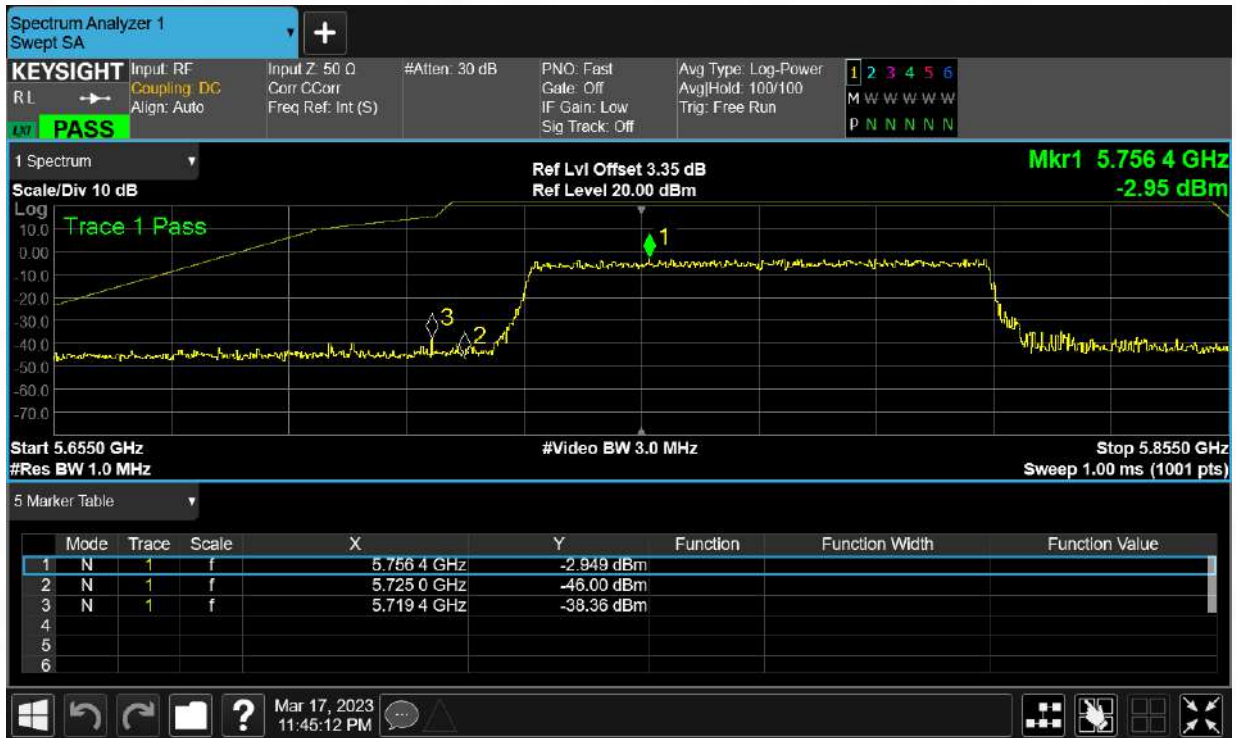 Spectrum Analyzer 1
Swept SA
+
KEYSIGHT Input: RF Input Z: 50 Ω #Atten: 30 dB PNO: Fast Avg Type: Log-Power 1 2 3 4 5 6
R L Coupling: DC Corr CCorr Gate: Off Avg|Hold: 100/100 M W W W W W
Align: Auto Freq Ref: Int (S) IF Gain: Low Trig: Free Run
LXI PASS Sig Track: Off P N N N N N
1 Spectrum Ref Lvl Offset 3.35 dB Mkr1 5.756 4 GHz
Scale/Div 10 dB Ref Level 20.00 dBm -2.95 dBm
Log
Trace 1 Pass
10.0
1
0.00
-10.0
-20.0
3
-30.0
2
-40.0
-50.0
-60.0
-70.0
Start 5.6550 GHz #Video BW 3.0 MHz Stop 5.8550 GHz
#Res BW 1.0 MHz Sweep 1.00 ms (1001 pts)
5 Marker Table
Mode Trace Scale X Y Function Function Width Function Value
1 N 1 f 5.756 4 GHz -2.949 dBm
2 N 1 f 5.725 0 GHz -46.00 dBm
3 N 1 f 5.719 4 GHz -38.36 dBm
4
5
6
? Mar 17, 2023
11:45:12 PM